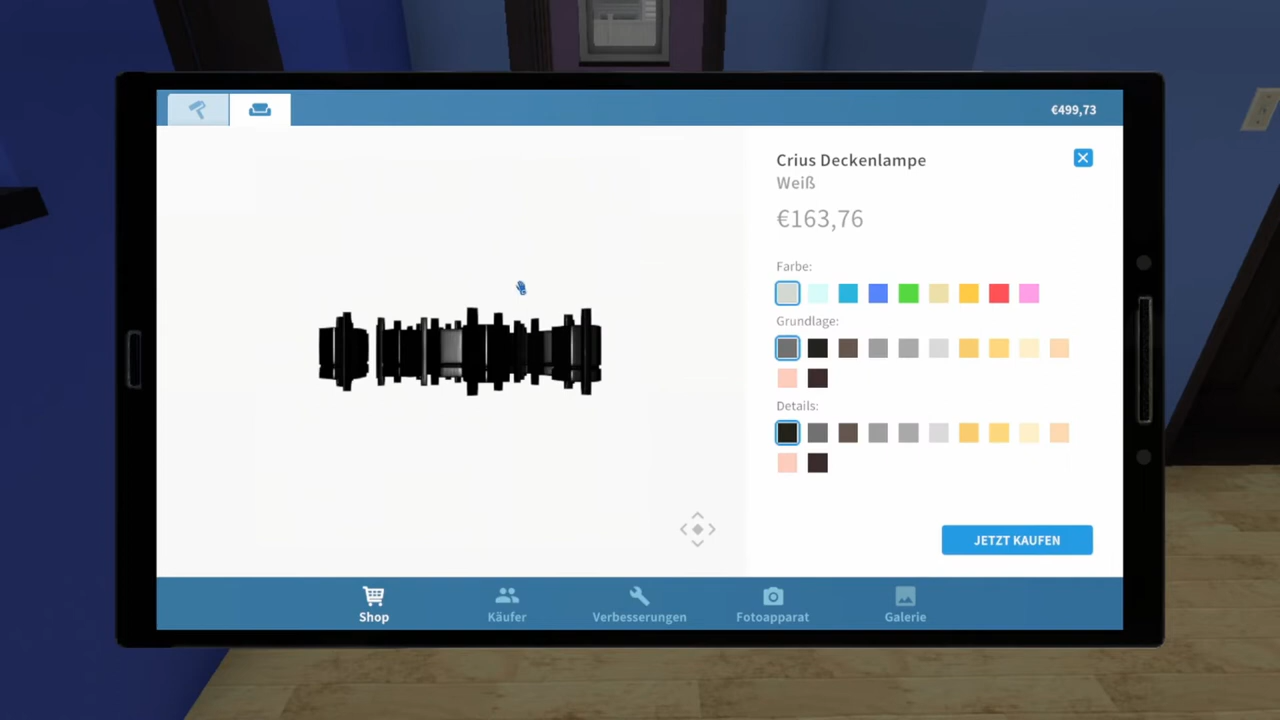 €499,73
Crius Deckenlampe
Weiß
€163,76
Farbe:
Grundlage:
Details:
JETZT KAUFEN
Shop
Käufer
Verbesserungen
Fotoapparat
Galerie